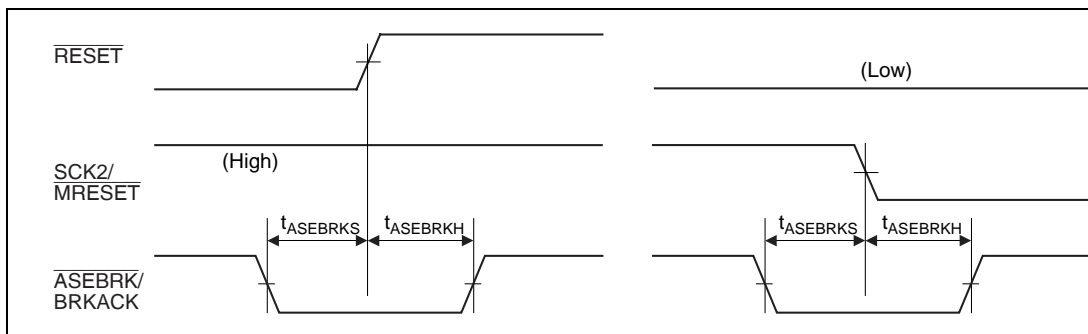 RESET
(High)
(Low)
SCK2/
MRESET
tASEBRKS
tASEBRKH
tASEBRKS
tASEBRKH
ASEBRK/
BRKACK